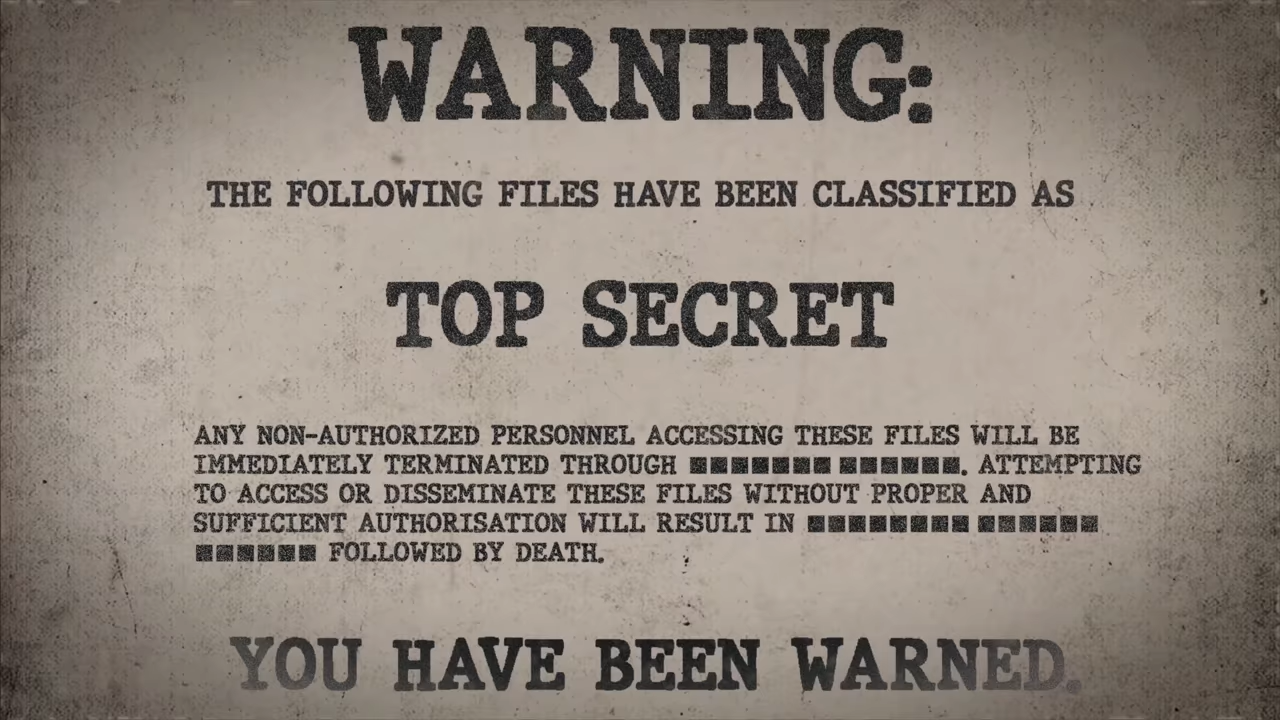 WARNING:
THE FOLLOWING FILES HAVE BEEN CLASSIFIED AS
TOP SECRET
ANY NON-AUTHORIZED PERSONNEL ACCESSING THESE FILES WILL BE
IMMEDIATELY TERMINATED THROUGH ■■■■■■■ ■■■■■■. ATTEMPTING
TO ACCESS OR DISSEMINATE THESE FILES WITHOUT PROPER AND
SUFFICIENT AUTHORISATION WILL RESULT IN ■■■■■■■■ ■■■■■■
■■■■■■ FOLLOWED BY DEATH.
YOU HAVE BEEN WARNED.